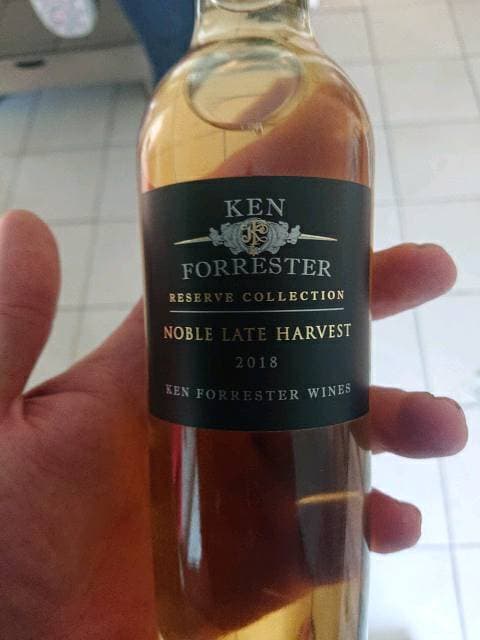 KEN
FORRESTER
RESERVE COLLECTION
NOBLE LATE HARVEST
2018
KEN FORRESTER WINES